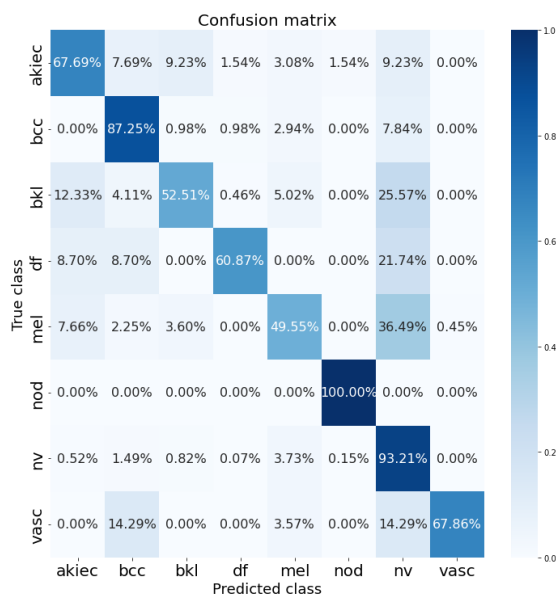 Confusion matrix
akiec 67.69% 7.69% 9.23% 1.54% 3.08% 1.54% 9.23% 0.00%
bcc 0.00% 87.25% 0.98% 0.98% 2.94% 0.00% 7.84% 0.00%
bkl 12.33% 4.11% 52.51% 0.46% 5.02% 0.00% 25.57% 0.00%
df 8.70% 8.70% 0.00% 60.87% 0.00% 0.00% 21.74% 0.00%
mel 7.66% 2.25% 3.60% 0.00% 49.55% 0.00% 36.49% 0.45%
nod 0.00% 0.00% 0.00% 0.00% 0.00% 100.00% 0.00% 0.00%
nv 0.52% 1.49% 0.82% 0.07% 3.73% 0.15% 93.21% 0.00%
vasc 0.00% 14.29% 0.00% 0.00% 3.57% 0.00% 14.29% 67.86%
akiec bcc bkl df mel nod nv vasc
Predicted class
True class
1.0
0.8
0.6
0.4
0.2
0.0